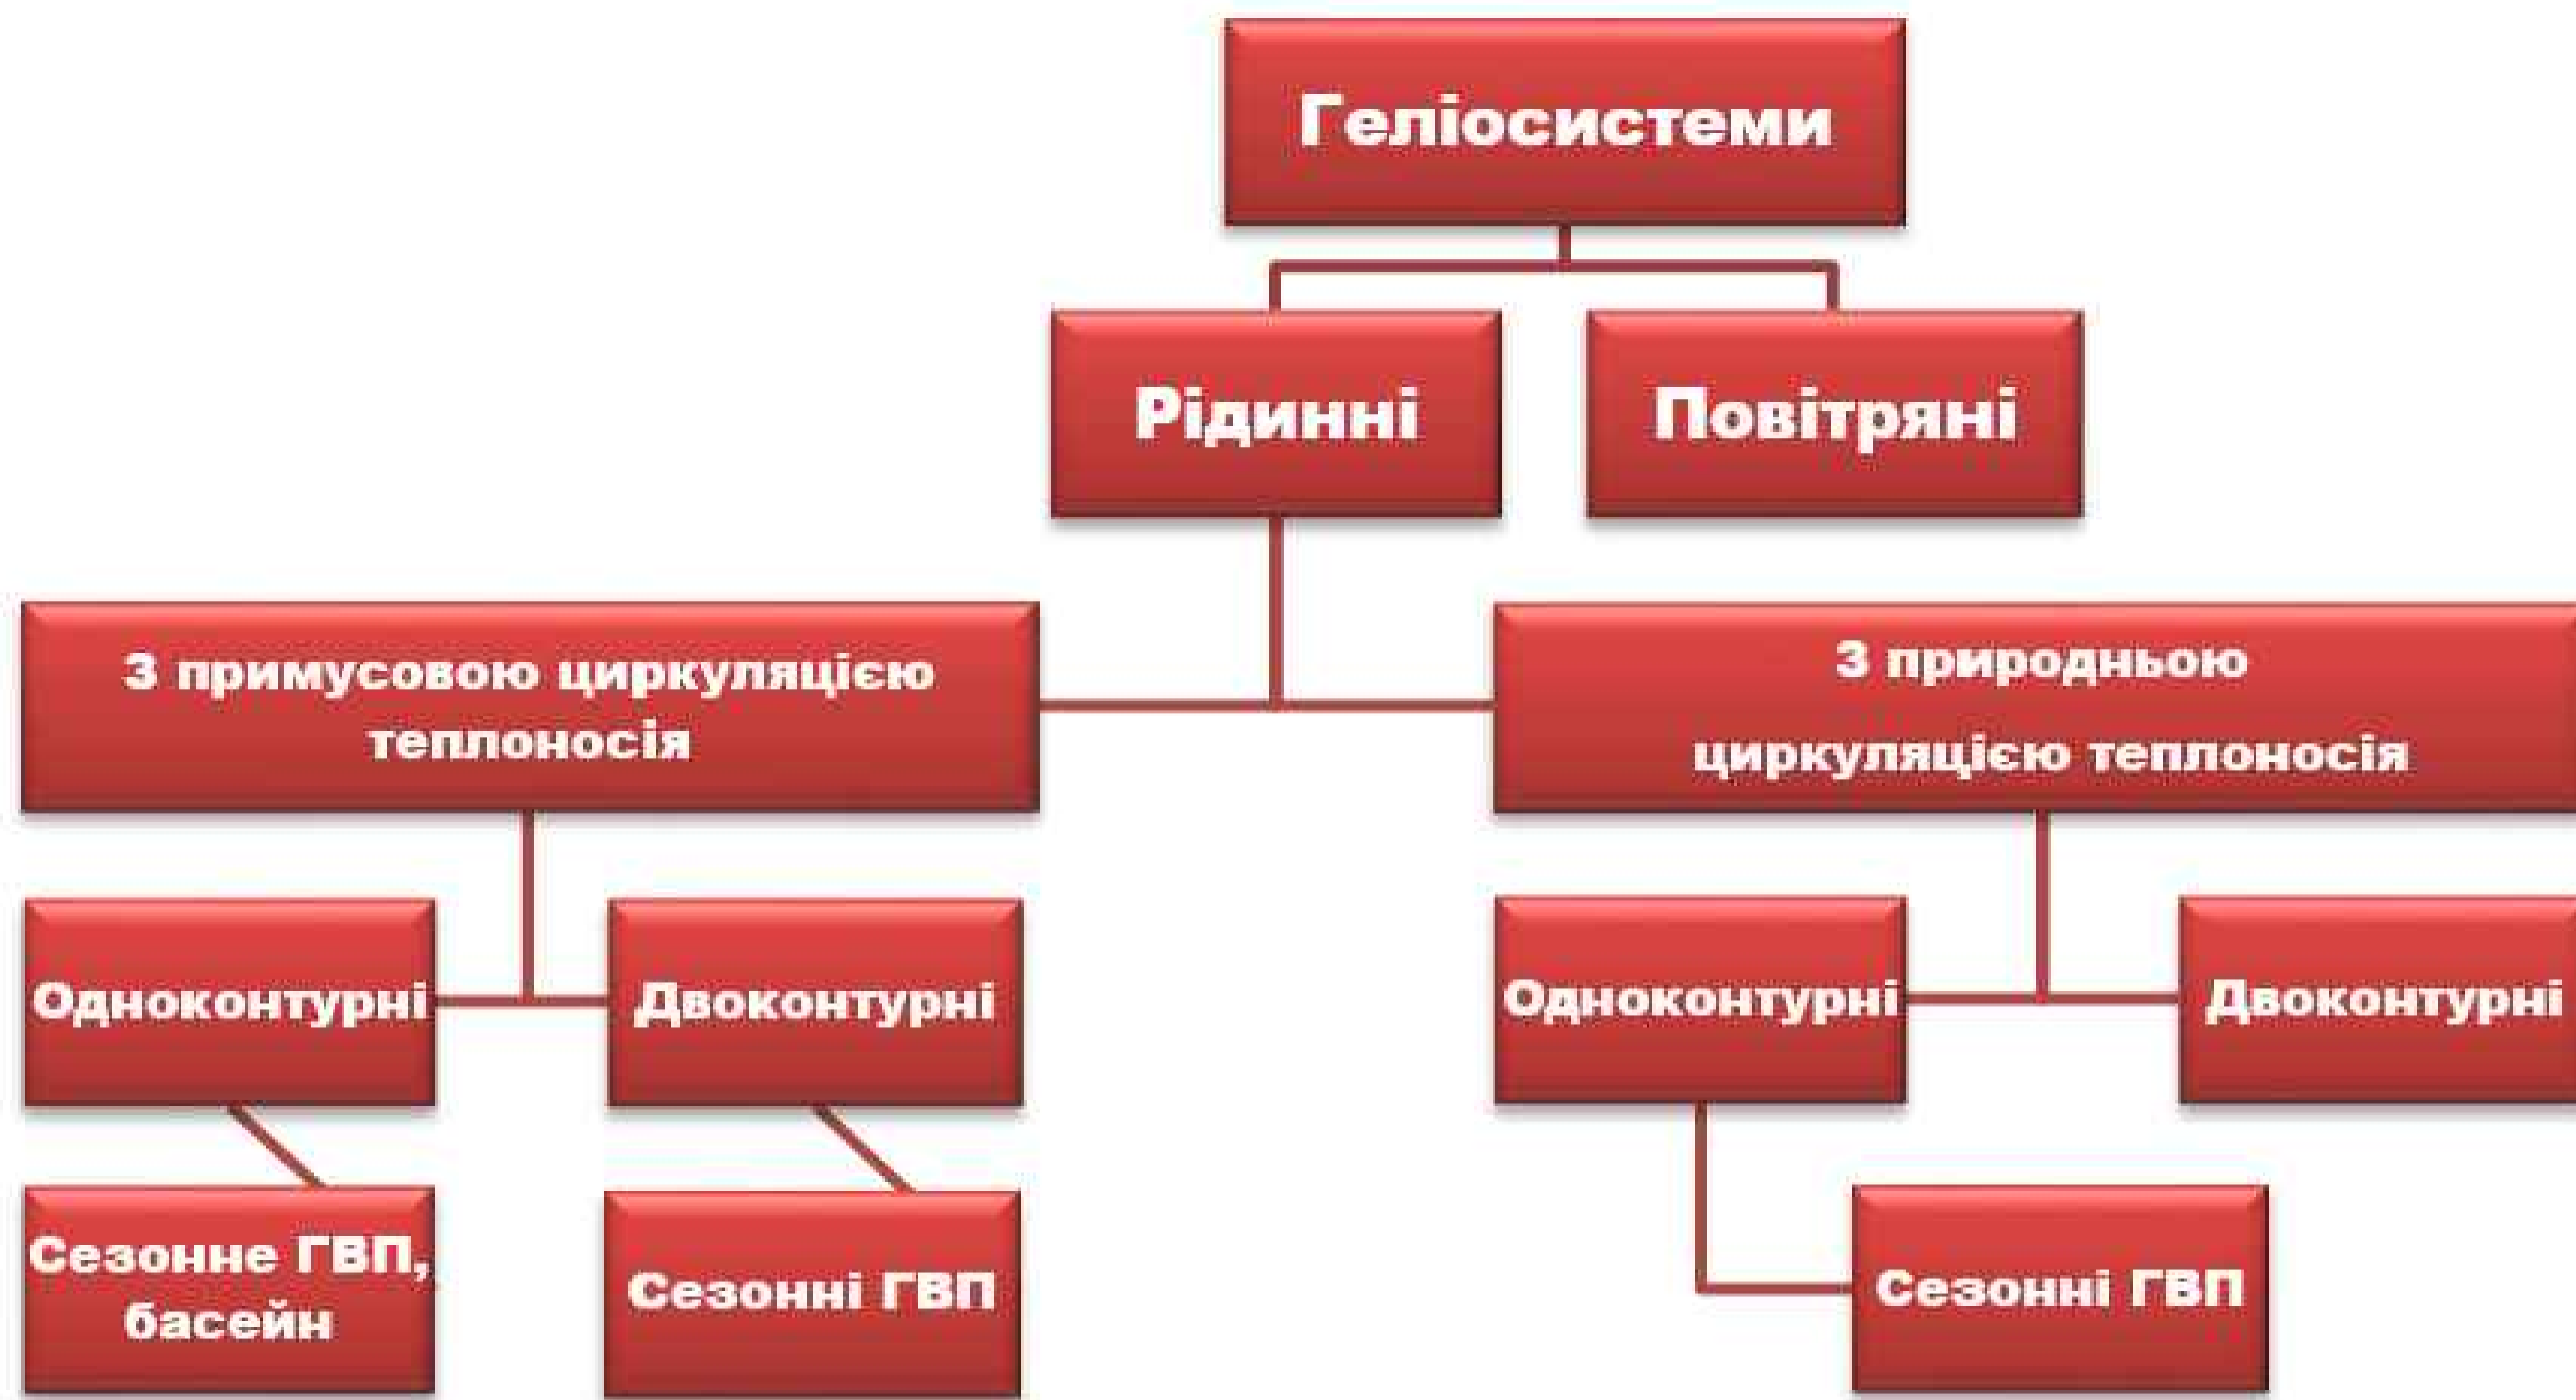 Геліосистеми
Рідинні
Повітряні
З примусовою циркуляцією
теплоносія
З природньою
циркуляцією теплоносія
Одноконтурні
Двоконтурні
Одноконтурні
Двоконтурні
Сезонне ГВП,
басейн
Сезонні ГВП
Сезонні ГВП